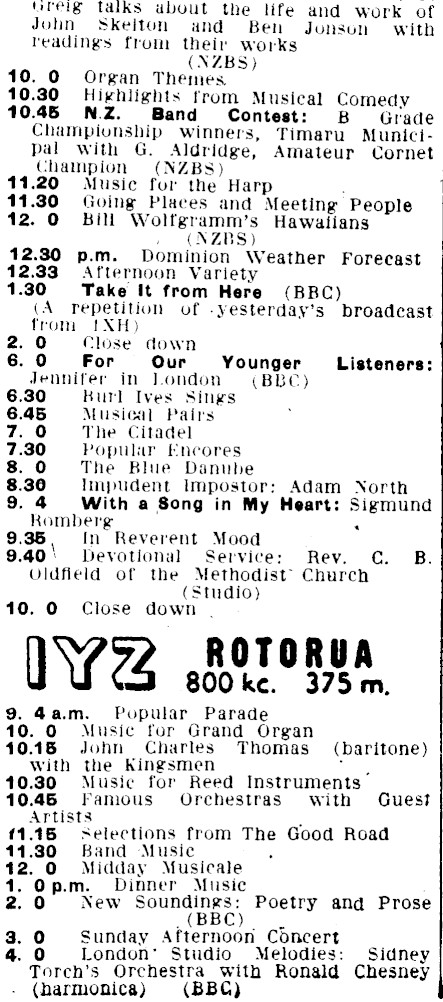 Greig talks about the life and work of
John Skelton and Ben Jonson with
readings from their works
(NZBS)
10. 0 Organ Themes
10.30 Highlights from Musical Comedy
10.45 N.Z. Band Contest: B Grade
Championship winners, Timaru Munici-
pal with G. Aldridge, Amateur Cornet
Champion (NZBS)
11.20 Music for the Harp
11.30 Going Places and Meeting People
12. 0 Bill Wolfgramm's Hawaiians
(NZBS)
12.30 p.m. Dominion Weather Forecast
12.33 Afternoon Variety
1.30 Take It from Here (BBC)
(A repetition of yesterday's broadcast
from 1XH)
2. 0 Close down
6. 0 For Our Younger Listeners:
Jennifer in London (BBC)
6.30 Burl Ives Sings
6.45 Musical Pairs
7. 0 The Citadel
7.30 Popular Encores
8. 0 The Blue Danube
8.30 Impudent Impostor: Adam North
9. 4 With a Song in My Heart: Sigmund
Romberg
9.35 In Reverent Mood
9.40 Devotional Service: Rev. C. B.
Oldfield of the Methodist Church
(Studio)
10. 0 Close down
1YZ ROTORUA
800 kc. 375 m.
9. 4 a.m. Popular Parade
10. 0 Music for Grand Organ
10.15 John Charles Thomas (baritone)
with the Kingsmen
10.30 Music for Reed Instruments
10.45 Famous Orchestras with Guest
Artists
11.15 Selections from The Good Road
11.30 Band Music
12. 0 Midday Musicale
1. 0 p.m. Dinner Music
2. 0 New Soundings: Poetry and Prose
(BBC)
3. 0 Sunday Afternoon Concert
4. 0 London Studio Melodies: Sidney
Torch's Orchestra with Ronald Chesney
(harmonica) (BBC)